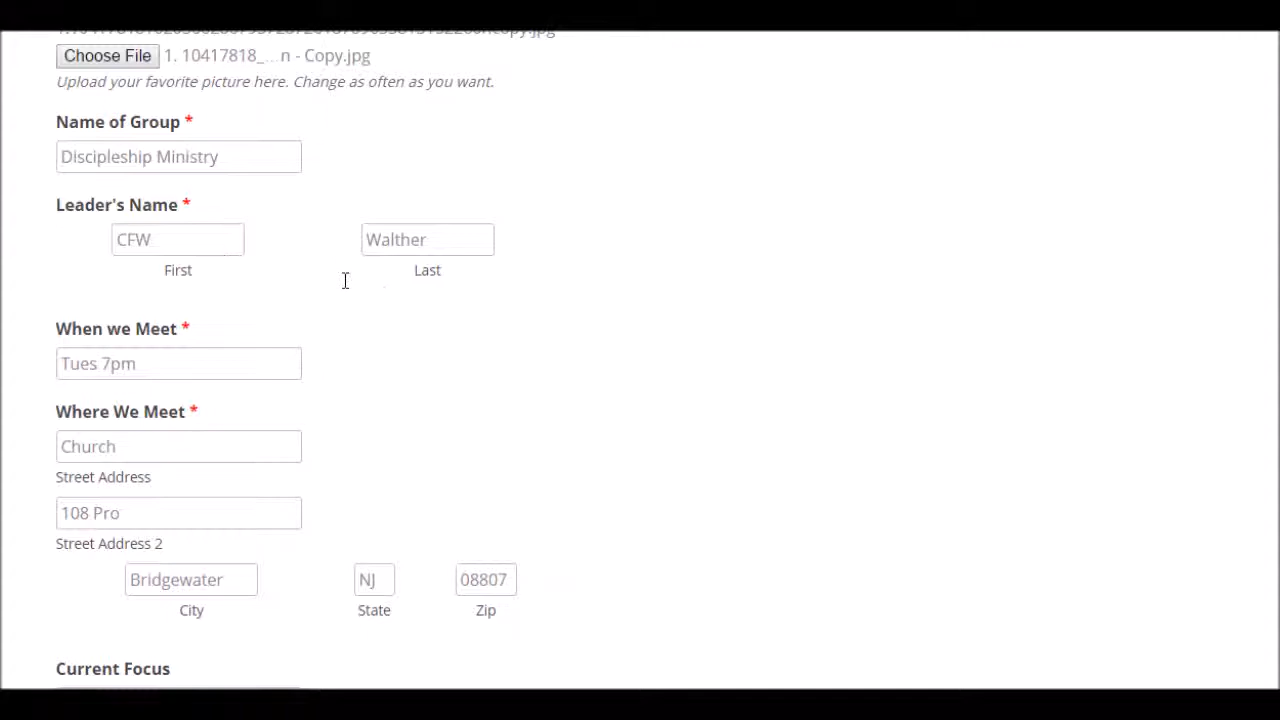 Choose File 1. 10417818_...n - Copy.jpg
Upload your favorite picture here. Change as often as you want.
Name of Group *
Discipleship Ministry
Leader's Name *
CFW Walther
First Last
When we Meet *
Tues 7pm
Where We Meet *
Church
Street Address
108 Pro
Street Address 2
Bridgewater NJ 08807
City State Zip
Current Focus